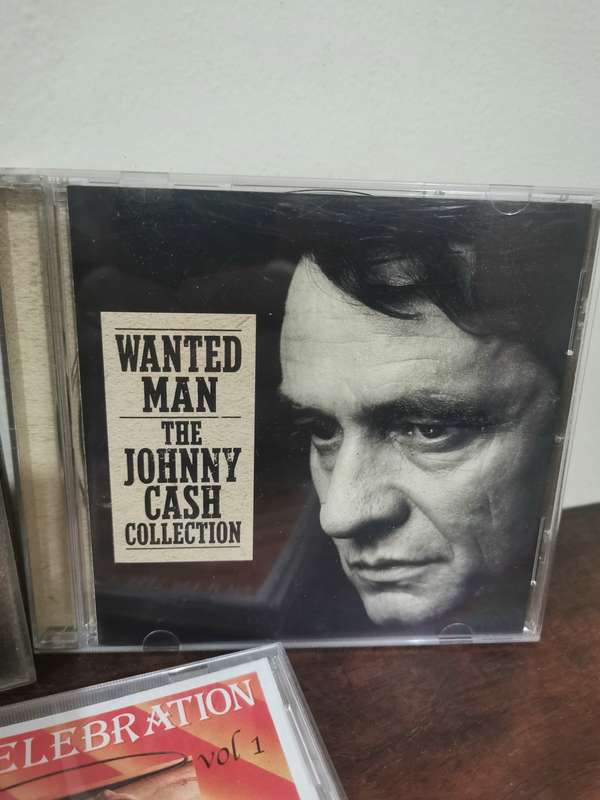 WANTED
MAN
THE
JOHNNY
CASH
COLLECTION
ELEBRATION
vol 1